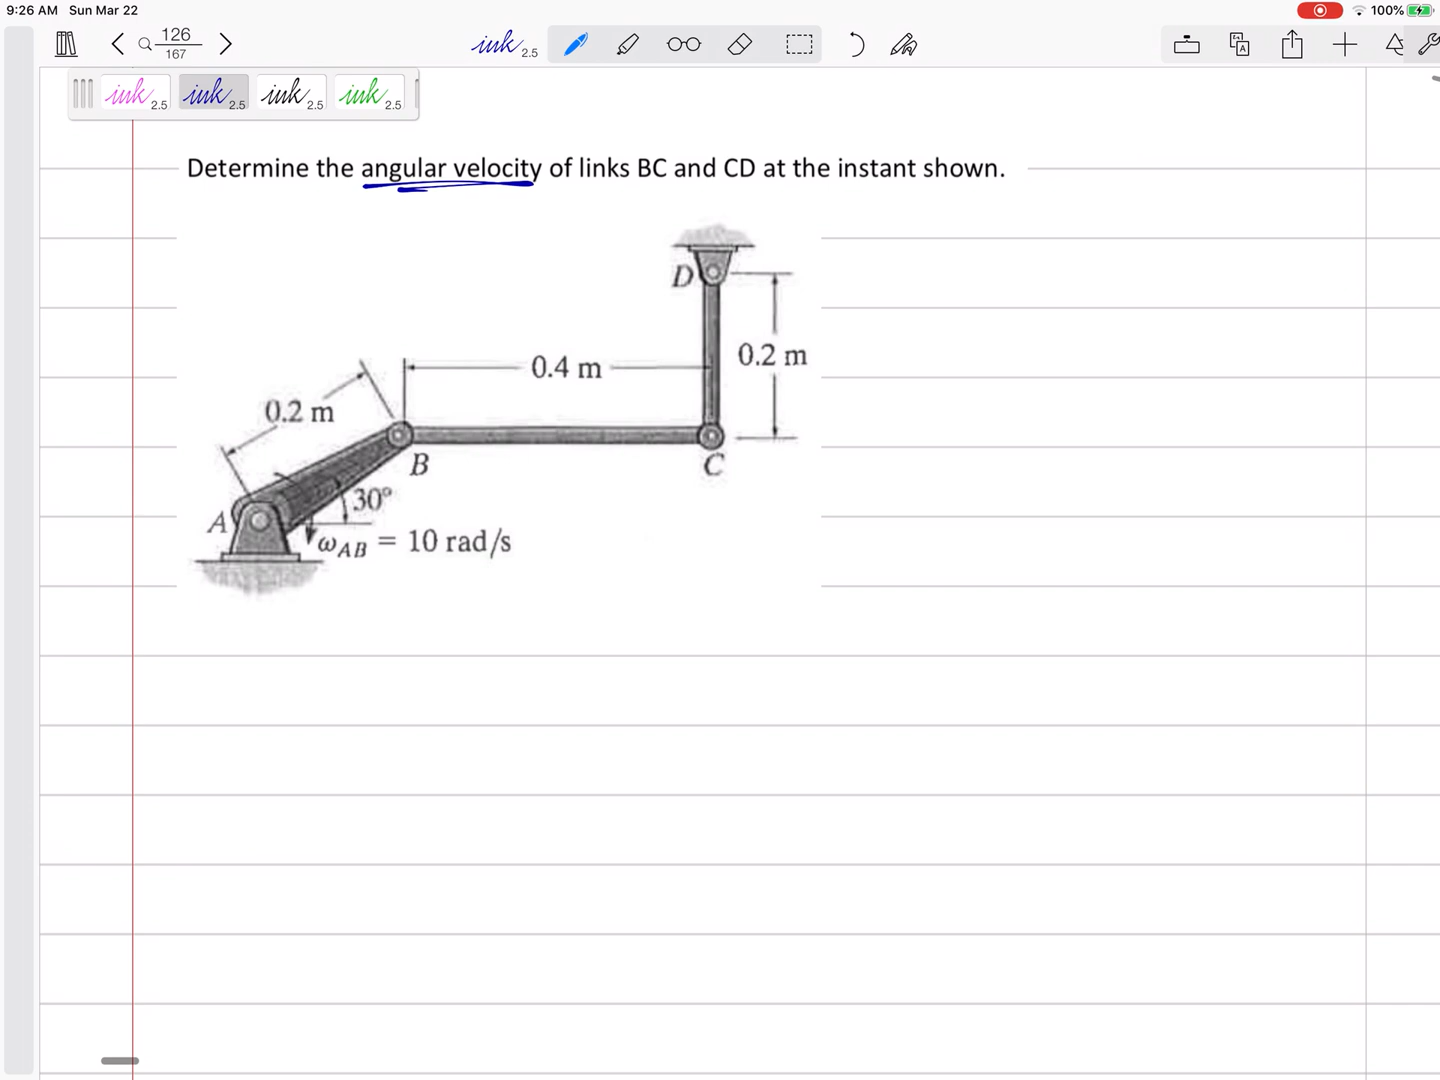 9:26 AM Sun Mar 22
100%
126
167
ink 2.5
ink 2.5
ink 2.5
ink 2.5
ink 2.5
Determine the angular velocity of links BC and CD at the instant shown.
D
0.4 m
0.2 m
0.2 m
B
C
30°
A
ωAB = 10 rad/s